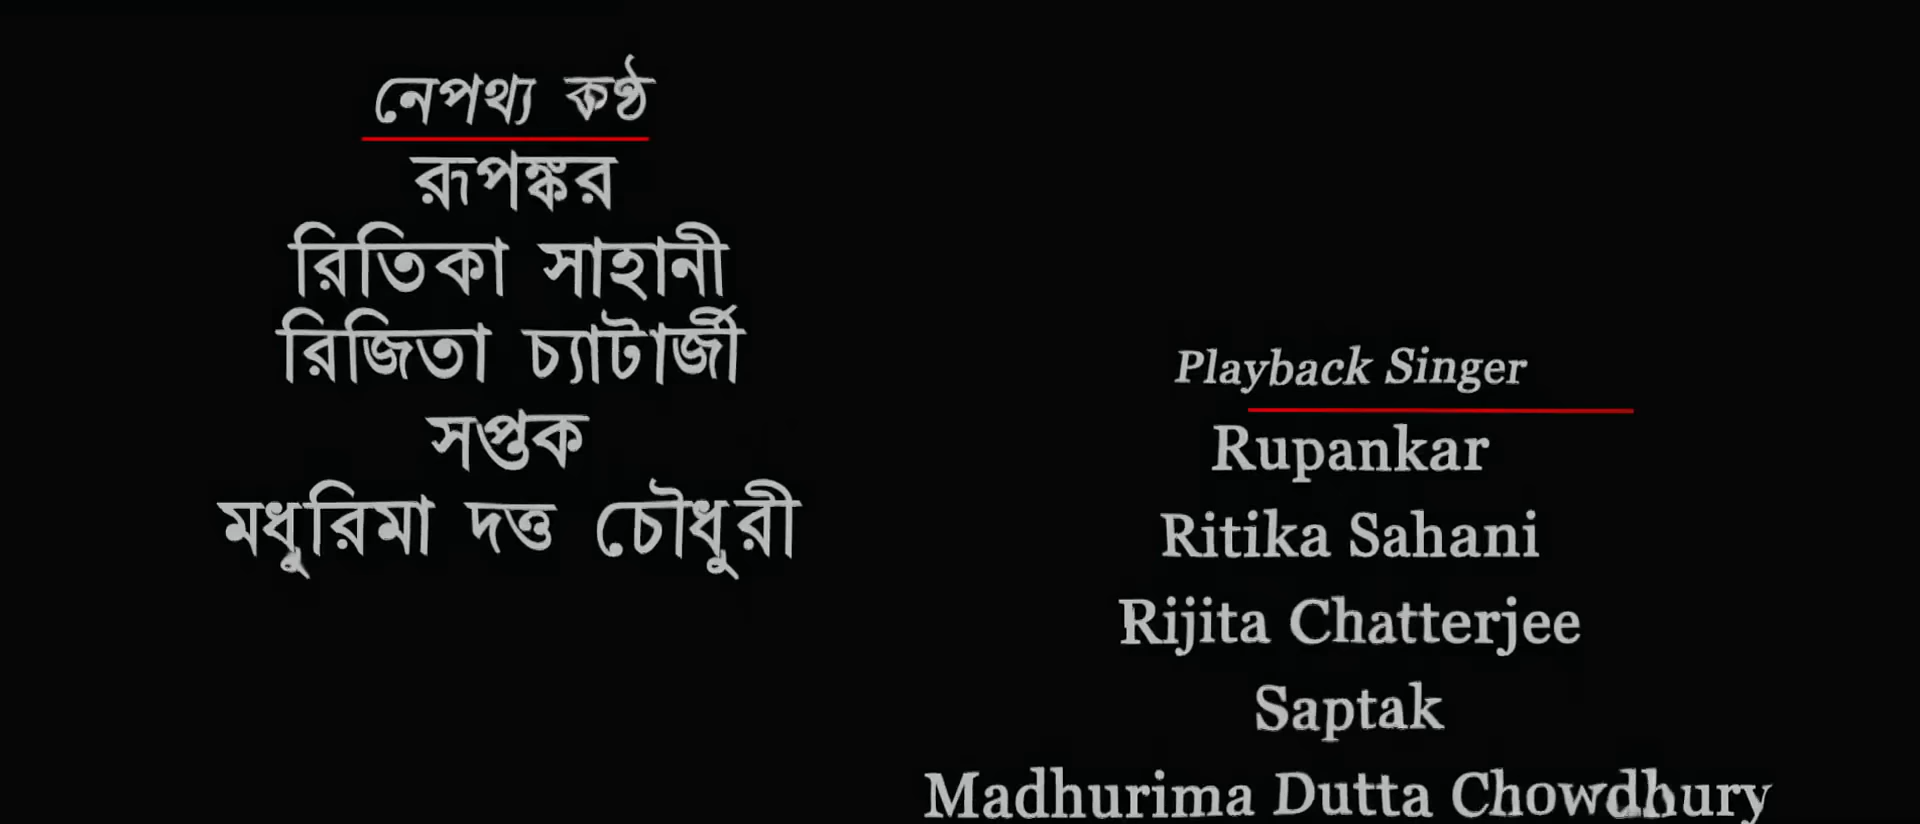 নেপথ্য কণ্ঠ
রূপঙ্কর
রিতিকা সাহানী
রিজিতা চ্যাটার্জী
সপ্তক
মধুরিমা দত্ত চৌধুরী
Playback Singer
Rupankar
Ritika Sahani
Rijita Chatterjee
Saptak
Madhurima Dutta Chowdhury